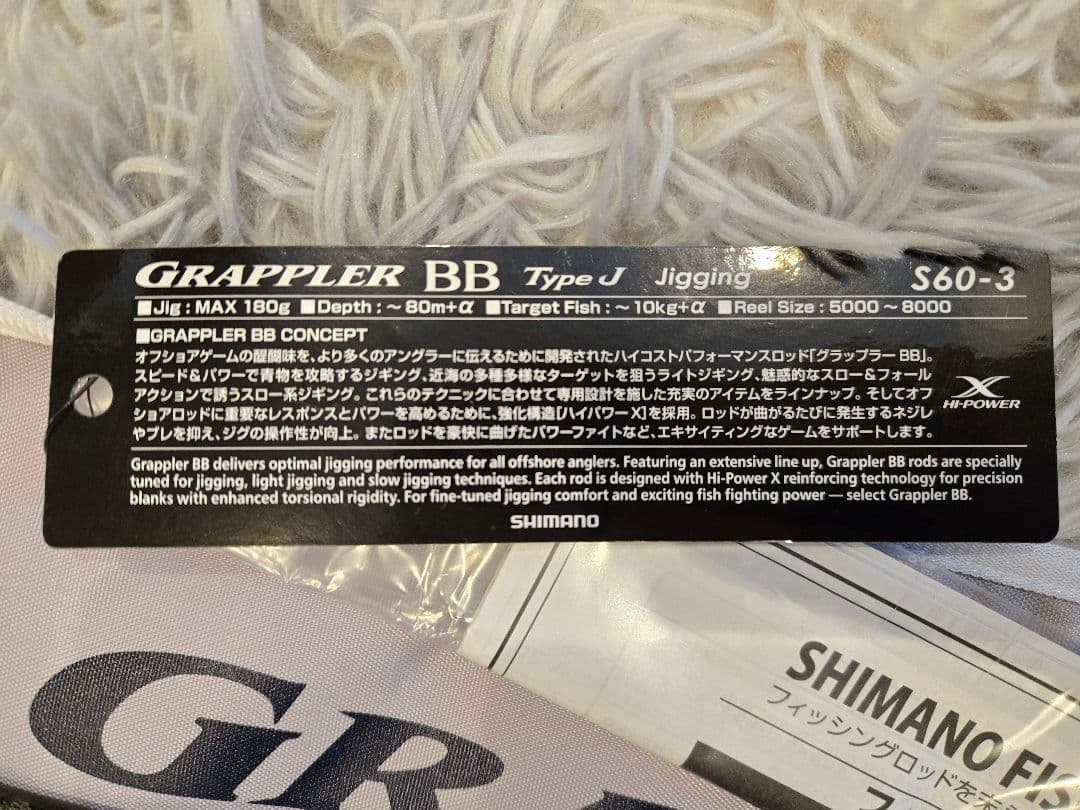 GRAPPLER BB Type J Jigging S60-3
■Jig : MAX 180g ■Depth : ～80m+α ■Target Fish : ～10kg+α ■Reel Size : 5000～8000
■GRAPPLER BB CONCEPT
オフショアゲームの醍醐味を、より多くのアングラーに伝えるために開発されたハイコストパフォーマンスロッド「グラップラー BB」。
スピード&パワーで青物を攻略するジギング、近海の多種多様なターゲットを狙うライトジギング、魅惑的なスロー&フォール
アクションで誘うスロー系ジギング。これらのテクニックに合わせて専用設計を施した充実のアイテムをラインナップ。そしてオフ
ショアロッドに重要なレスポンスとパワーを高めるために、強化構造[ハイパワーX]を採用。ロッドが曲がるたびに発生するネジレ
やブレを抑え、ジグの操作性が向上。またロッドを豪快に曲げたパワーファイトなど、エキサイティングなゲームをサポートします。
X
HI-POWER
Grappler BB delivers optimal jigging performance for all offshore anglers. Featuring an extensive line up, Grappler BB rods are specially
tuned for jigging, light jigging and slow jigging techniques. Each rod is designed with Hi-Power X reinforcing technology for precision
blanks with enhanced torsional rigidity. For fine-tuned jigging comfort and exciting fish fighting power — select Grappler BB.
SHIMANO
SHIMANO FIS
フィッシングロッドを
フ
GR